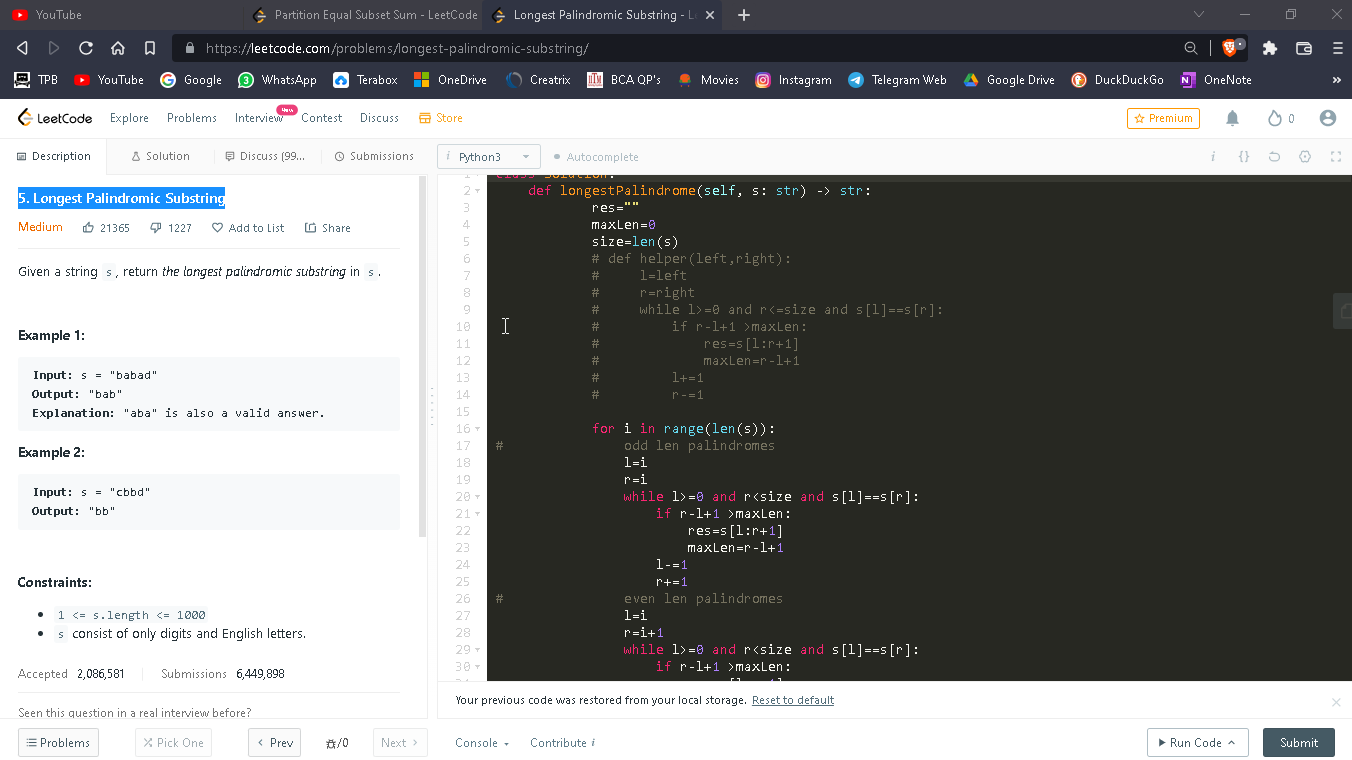 YouTube
Partition Equal Subset Sum - LeetCode
Longest Palindromic Substring - L
https://leetcode.com/problems/longest-palindromic-substring/
TPB YouTube Google WhatsApp Terabox OneDrive Creatrix BCA QP's Movies Instagram Telegram Web Google Drive DuckDuckGo OneNote »
LeetCode Explore Problems Interview New Contest Discuss Store Premium 0
Description Solution Discuss (99... Submissions
i Python3 Autocomplete i {}
5. Longest Palindromic Substring
Medium 21365 1227 Add to List Share
Given a string s, return the longest palindromic substring in s.
Example 1:
Input: s = "babad"
Output: "bab"
Explanation: "aba" is also a valid answer.
Example 2:
Input: s = "cbbd"
Output: "bb"
Constraints:
1 <= s.length <= 1000
s consist of only digits and English letters.
Accepted 2,086,581 Submissions 6,449,898
Seen this question in a real interview before?
1 class Solution:
2 def longestPalindrome(self, s: str) -> str:
3 res=""
4 maxLen=0
5 size=len(s)
6 # def helper(left,right):
7 # l=left
8 # r=right
9 # while l>=0 and r<=size and s[l]==s[r]:
10 # if r-l+1 >maxLen:
11 # res=s[l:r+1]
12 # maxLen=r-l+1
13 # l+=1
14 # r-=1
15
16 for i in range(len(s)):
17 # odd len palindromes
18 l=i
19 r=i
20 while l>=0 and r<size and s[l]==s[r]:
21 if r-l+1 >maxLen:
22 res=s[l:r+1]
23 maxLen=r-l+1
24 l-=1
25 r+=1
26 # even len palindromes
27 l=i
28 r=i+1
29 while l>=0 and r<size and s[l]==s[r]:
30 if r-l+1 >maxLen:
Your previous code was restored from your local storage. Reset to default
Problems Pick One Prev /0 Next Console Contribute i Run Code Submit